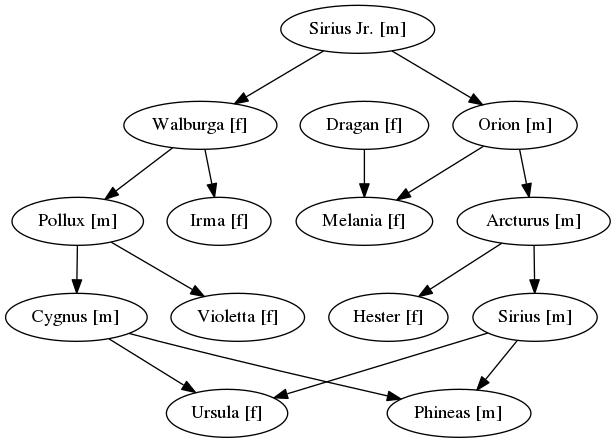 Sirius Jr. [m]
Walburga [f]
Dragan [f]
Orion [m]
Pollux [m]
Irma [f]
Melania [f]
Arcturus [m]
Cygnus [m]
Violetta [f]
Hester [f]
Sirius [m]
Ursula [f]
Phineas [m]